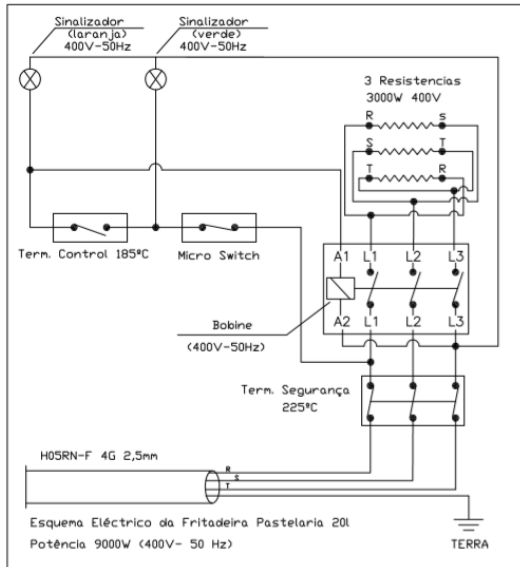 Sinalizador
(laranja)
400V-50Hz
Sinalizador
(verde)
400V-50Hz
3 Resistencias
3000W 400V
R s
S T
T R
Term. Control 185ºC
Micro Switch
A1 L1 L2 L3
A2 L1 L2 L3
Bobine
(400V-50Hz)
Term. Segurança
225ºC
H05RN-F 4G 2,5mm
R
S
T
Esquema Eléctrico da Fritadeira Pastelaria 20l
Potência 9000W (400V- 50 Hz)
TERRA